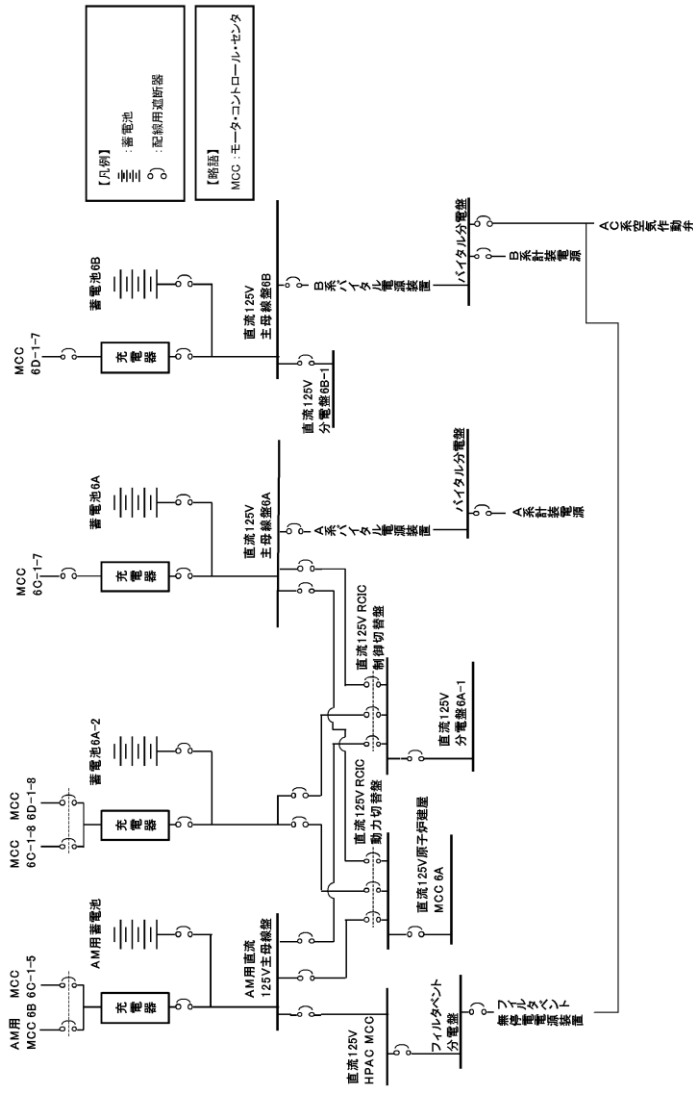 AM用
MCC 6B
MCC
6C-1-5
充電器
AM用蓄電池
AM用直流
125V主母線盤
直流125V
HPAC MCC
フィルタベント
分電盤
フィルタベント
無停電電源装置
MCC
6C-1-8
MCC
6D-1-8
充電器
蓄電池6A-2
直流125V RCIC
動力切替盤
直流125V原子炉建屋
MCC 6A
直流125V RCIC
制御切替盤
直流125V
分電盤6A-1
MCC
6C-1-7
充電器
蓄電池6A
直流125V
主母線盤6A
A系バイタル電源装置
バイタル分電盤
A系計装電源
MCC
6D-1-7
充電器
蓄電池6B
直流125V
主母線盤6B
直流125V
分電盤6B-1
B系バイタル電源装置
バイタル分電盤
B系計装電源
AC系空気作動弁
【凡例】
:蓄電池
:配線用遮断器
【略語】
MCC :モータ・コントロール・センタ